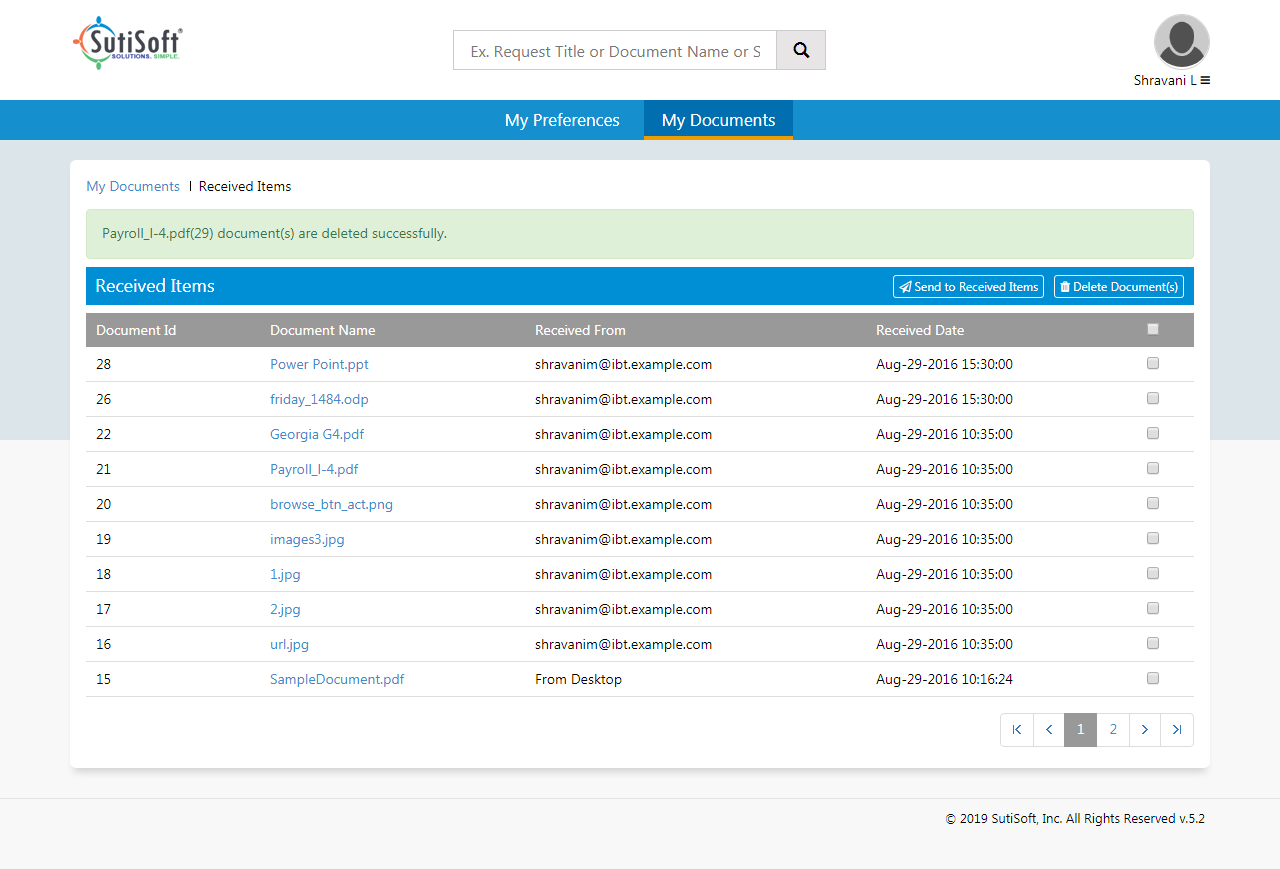 SutiSoft®
SOLUTIONS. SIMPLE.
Ex. Request Title or Document Name or S
Shravani L
My Preferences My Documents
My Documents I Received Items
Payroll_I-4.pdf(29) document(s) are deleted successfully.
Received Items Send to Received Items Delete Document(s)
Document Id Document Name Received From Received Date
28 Power Point.ppt shravanim@ibt.example.com Aug-29-2016 15:30:00
26 friday_1484.odp shravanim@ibt.example.com Aug-29-2016 15:30:00
22 Georgia G4.pdf shravanim@ibt.example.com Aug-29-2016 10:35:00
21 Payroll_I-4.pdf shravanim@ibt.example.com Aug-29-2016 10:35:00
20 browse_btn_act.png shravanim@ibt.example.com Aug-29-2016 10:35:00
19 images3.jpg shravanim@ibt.example.com Aug-29-2016 10:35:00
18 1.jpg shravanim@ibt.example.com Aug-29-2016 10:35:00
17 2.jpg shravanim@ibt.example.com Aug-29-2016 10:35:00
16 url.jpg shravanim@ibt.example.com Aug-29-2016 10:35:00
15 SampleDocument.pdf From Desktop Aug-29-2016 10:16:24
1 2
© 2019 SutiSoft, Inc. All Rights Reserved v.5.2